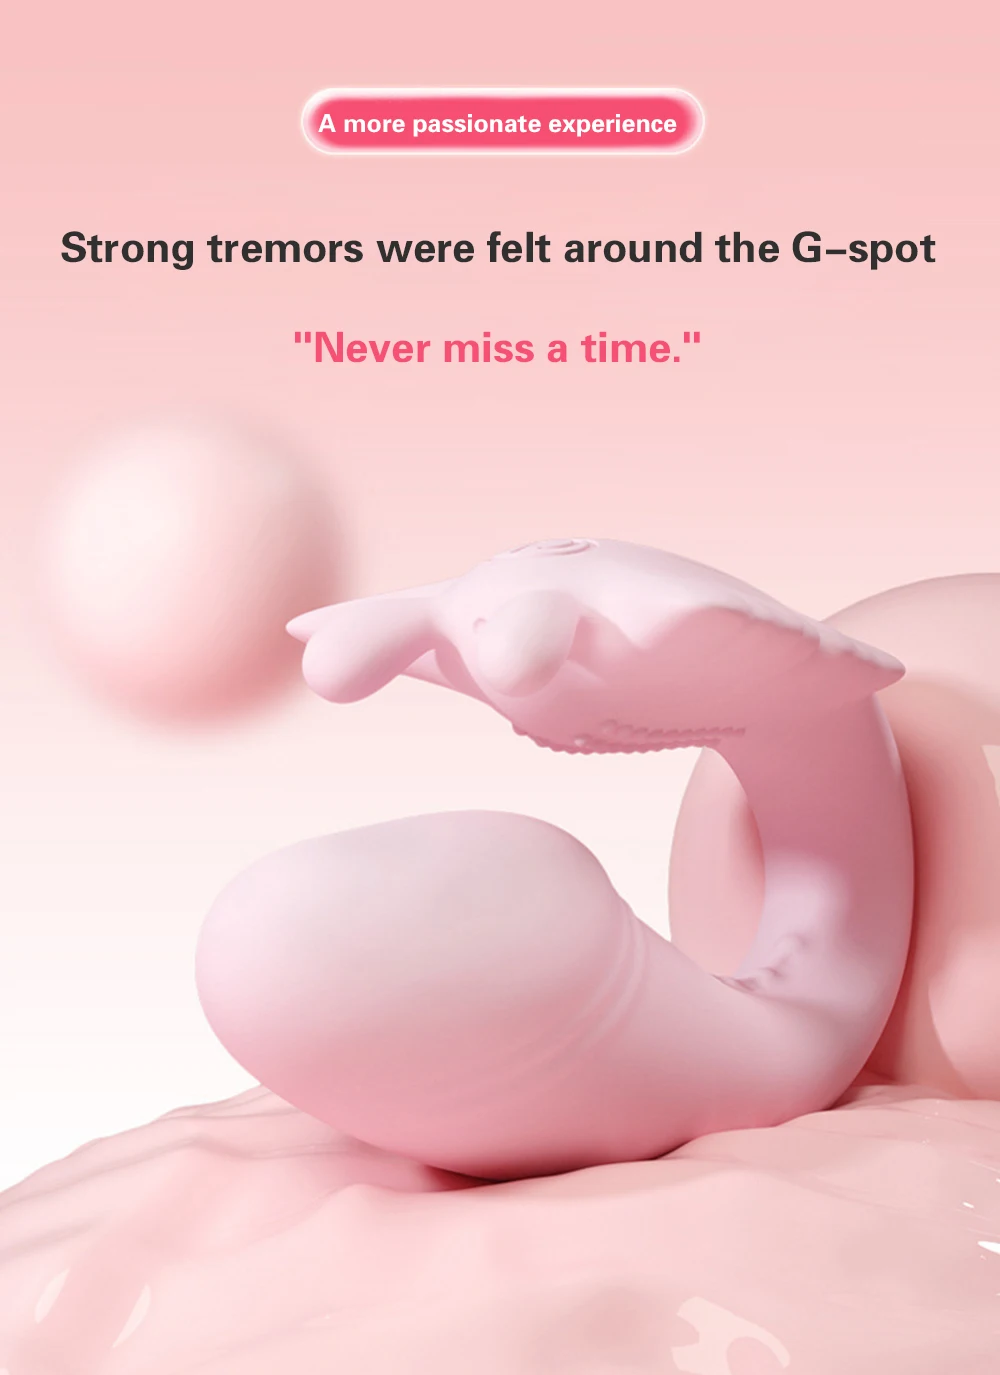 A more passionate experience
Strong tremors were felt around the G-spot
"Never miss a time."